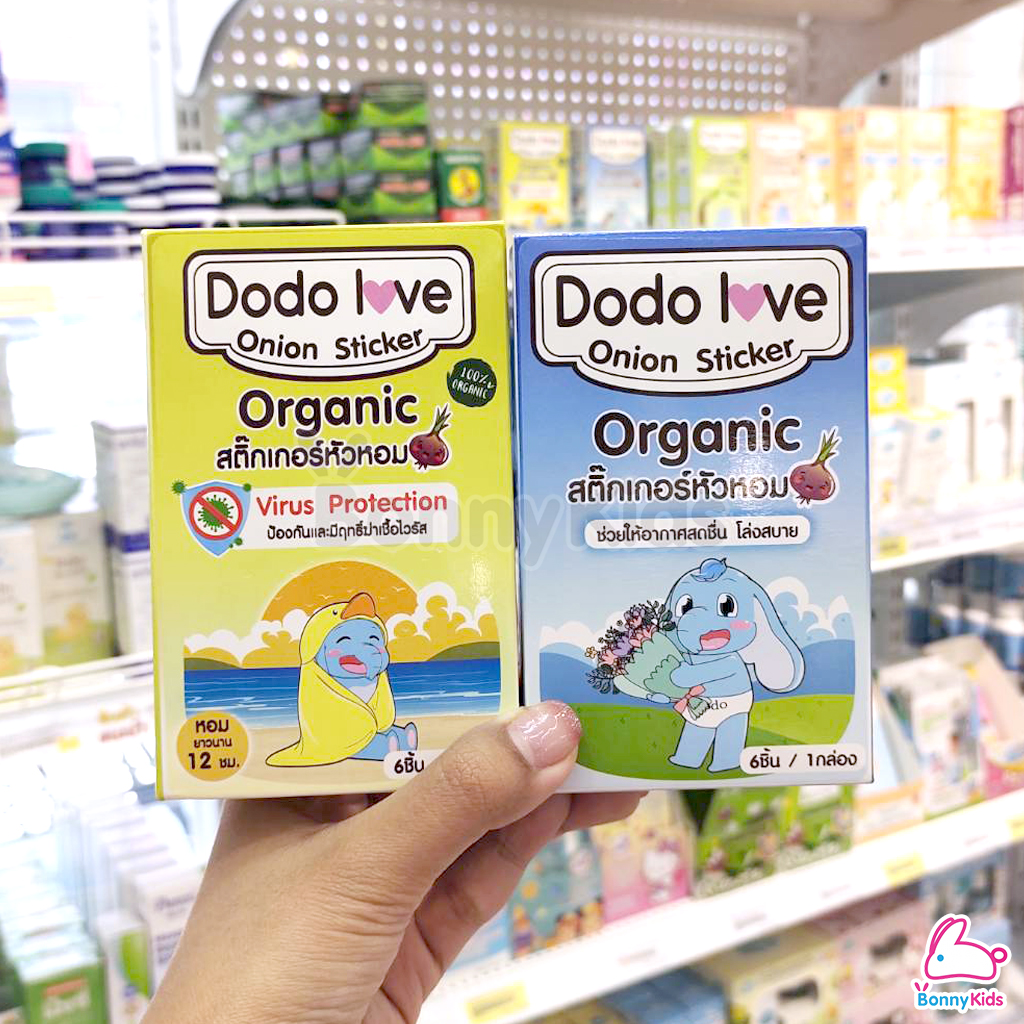 Dodo love
Onion Sticker
100%
ORGANIC
Organic
สติ๊กเกอร์หัวหอม
Virus Protection
ป้องกันและมีฤทธิ์ฆ่าเชื้อไวรัส
หอม
ยาวนาน
12 ชม.
6ชิ้น
Dodo love
Onion Sticker
Organic
สติ๊กเกอร์หัวหอม
ช่วยให้อากาศสดชื่น โล่งสบาย
do
6ชิ้น / 1กล่อง
BonnyKids
BonnyKids